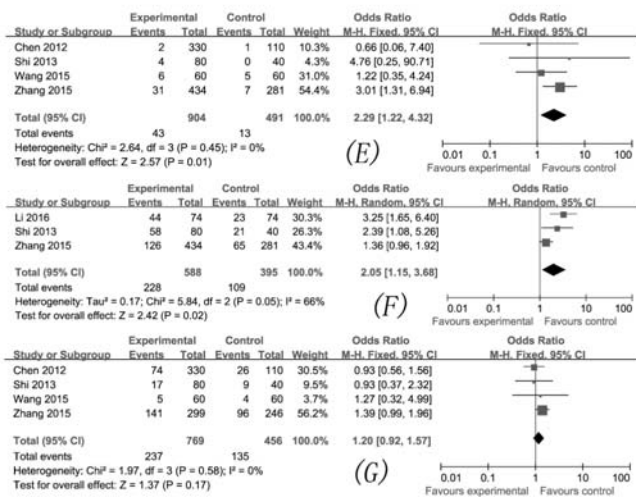 Experimental Control Odds Ratio Odds Ratio
Study or Subgroup Events Total Events Total Weight M-H. Fixed. 95% CI M-H. Fixed. 95% CI
Chen 2012 2 330 1 110 10.3% 0.66 [0.06, 7.40]
Shi 2013 4 80 0 40 4.3% 4.76 [0.25, 90.71]
Wang 2015 6 60 5 60 31.0% 1.22 [0.35, 4.24]
Zhang 2015 31 434 7 281 54.4% 3.01 [1.31, 6.94]
Total (95% CI) 904 491 100.0% 2.29 [1.22, 4.32]
Total events 43 13
Heterogeneity: Chi² = 2.64, df = 3 (P = 0.45); I² = 0%
Test for overall effect: Z = 2.57 (P = 0.01)
(E)
0.01 0.1 1 10 100
Favours experimental Favours control
Experimental Control Odds Ratio Odds Ratio
Study or Subgroup Events Total Events Total Weight M-H. Random. 95% CI M-H. Random. 95% CI
Li 2016 44 74 23 74 30.3% 3.25 [1.65, 6.40]
Shi 2013 58 80 21 40 26.3% 2.39 [1.08, 5.26]
Zhang 2015 126 434 65 281 43.4% 1.36 [0.96, 1.92]
Total (95% CI) 588 395 100.0% 2.05 [1.15, 3.68]
Total events 228 109
Heterogeneity: Tau² = 0.17; Chi² = 5.84, df = 2 (P = 0.05); I² = 66%
Test for overall effect: Z = 2.42 (P = 0.02)
(F)
0.01 0.1 1 10 100
Favours experimental Favours control
Experimental Control Odds Ratio Odds Ratio
Study or Subgroup Events Total Events Total Weight M-H. Fixed. 95% CI M-H. Fixed. 95% CI
Chen 2012 74 330 26 110 30.5% 0.93 [0.56, 1.56]
Shi 2013 17 80 9 40 9.5% 0.93 [0.37, 2.32]
Wang 2015 5 60 4 60 3.7% 1.27 [0.32, 4.99]
Zhang 2015 141 299 96 246 56.2% 1.39 [0.99, 1.96]
Total (95% CI) 769 456 100.0% 1.20 [0.92, 1.57]
Total events 237 135
Heterogeneity: Chi² = 1.97, df = 3 (P = 0.58); I² = 0%
Test for overall effect: Z = 1.37 (P = 0.17)
(G)
0.01 0.1 1 10 100
Favours experimental Favours control